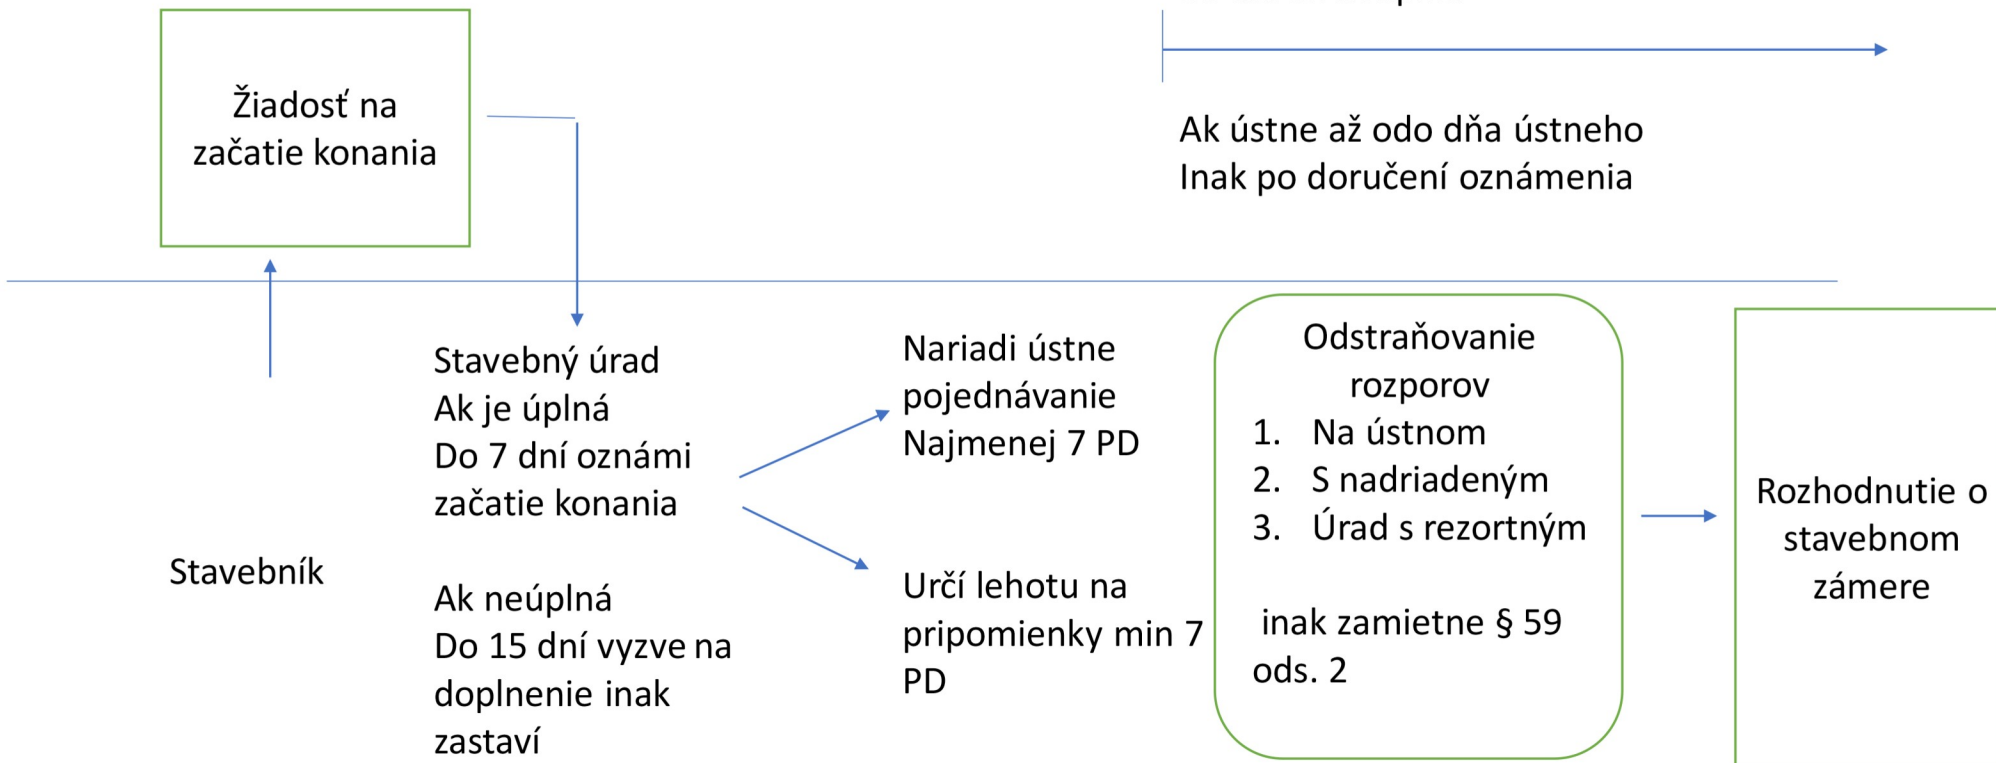 Žiadosť na
začatie konania
Ak ústne až odo dňa ústneho
Inak po doručení oznámenia
Stavebník
Stavebný úrad
Ak je úplná
Do 7 dní oznámi
začatie konania
Ak neúplná
Do 15 dní vyzve na
doplnenie inak
zastaví
Nariadi ústne
pojednávanie
Najmenej 7 PD
Určí lehotu na
pripomienky min 7
PD
Odstraňovanie
rozporov
1. Na ústnom
2. S nadriadeným
3. Úrad s rezortným
inak zamietne § 59
ods. 2
Rozhodnutie o
stavebnom
zámere